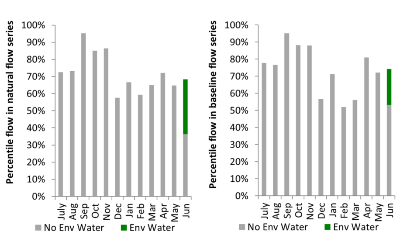 Percentile flow in natural flow series
100%
90%
80%
70%
60%
50%
40%
30%
20%
10%
0%
July
Aug
Sep
Oct
Nov
Dec
Jan
Feb
Mar
Apr
May
Jun
No Env Water
Env Water
Percentile flow in baseline flow series
100%
90%
80%
70%
60%
50%
40%
30%
20%
10%
0%
July
Aug
Sep
Oct
Nov
Dec
Jan
Feb
Mar
Apr
May
Jun
No Env Water
Env Water